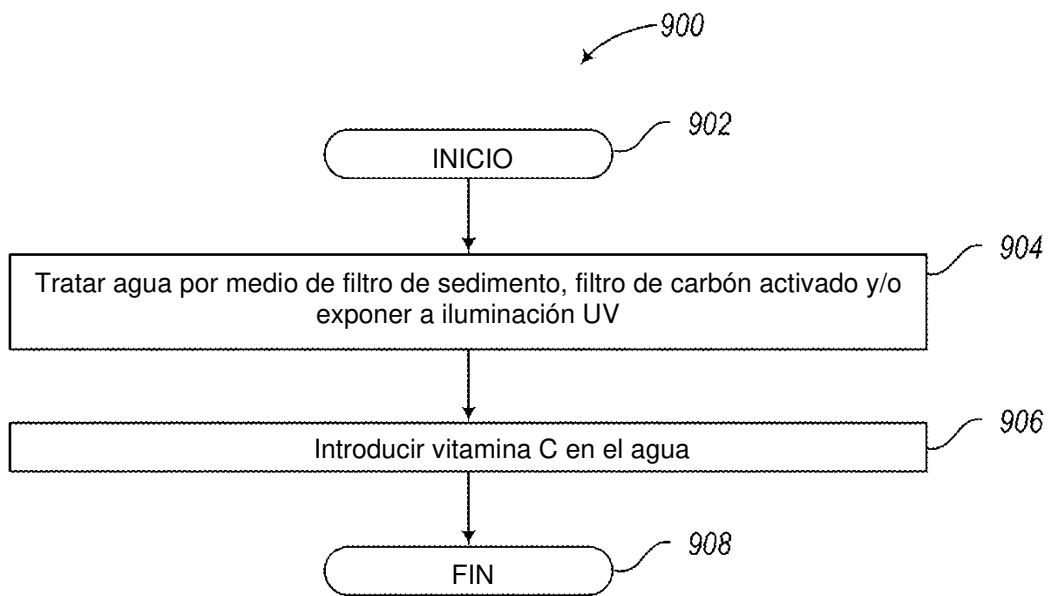 900
INICIO
902
904
Tratar agua por medio de filtro de sedimento, filtro de carbón activado y/o
exponer a iluminación UV
906
Introducir vitamina C en el agua
908
FIN